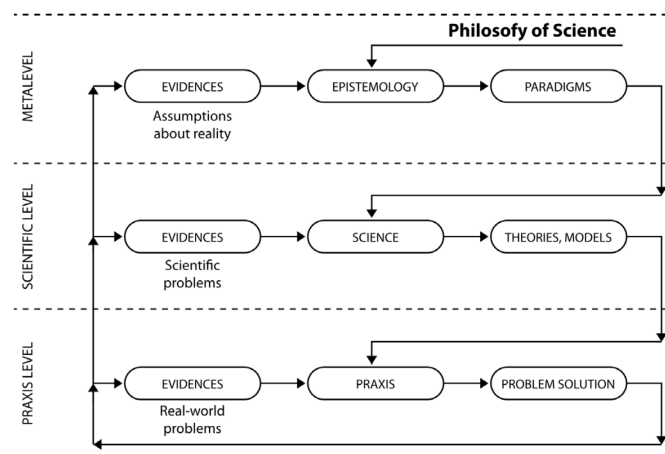 Philosofy of Science
METALEVEL
EVIDENCES
EPISTEMOLOGY
PARADIGMS
Assumptions
about reality
SCIENTIFIC LEVEL
EVIDENCES
SCIENCE
THEORIES, MODELS
Scientific
problems
PRAXIS LEVEL
EVIDENCES
PRAXIS
PROBLEM SOLUTION
Real-world
problems